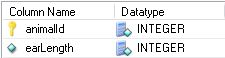 Column Name Datatype
animalId INTEGER
earLength INTEGER